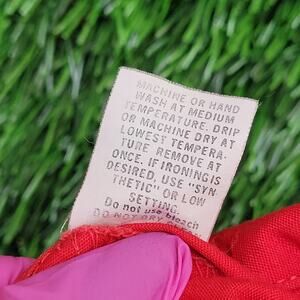 MACHINE OR HAND
WASH AT MEDIUM
TEMPERATURE. DRIP
OR MACHINE DRY AT
LOWEST TEMPERA-
TURE REMOVE AT
ONCE. IF IRONING IS
DESIRED, USE "SYN-
THETIC" OR LOW
SETTING.
Do not use bleach
DO NOT DRY